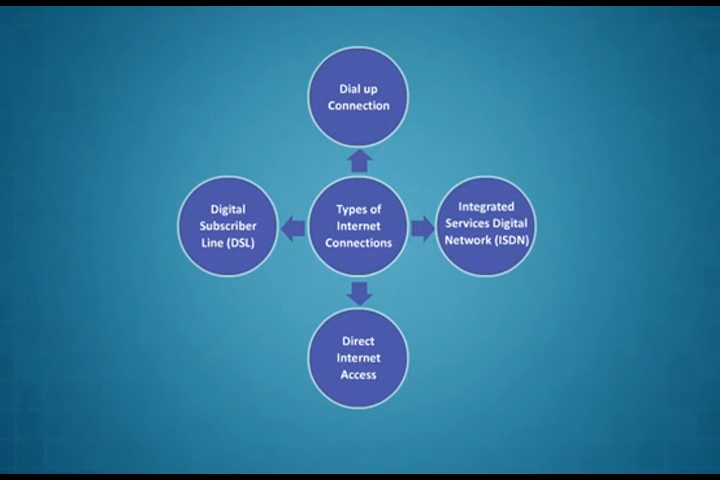 Dial up
Connection
Digital
Subscriber
Line (DSL)
Types of
Internet
Connections
Integrated
Services Digital
Network (ISDN)
Direct
Internet
Access